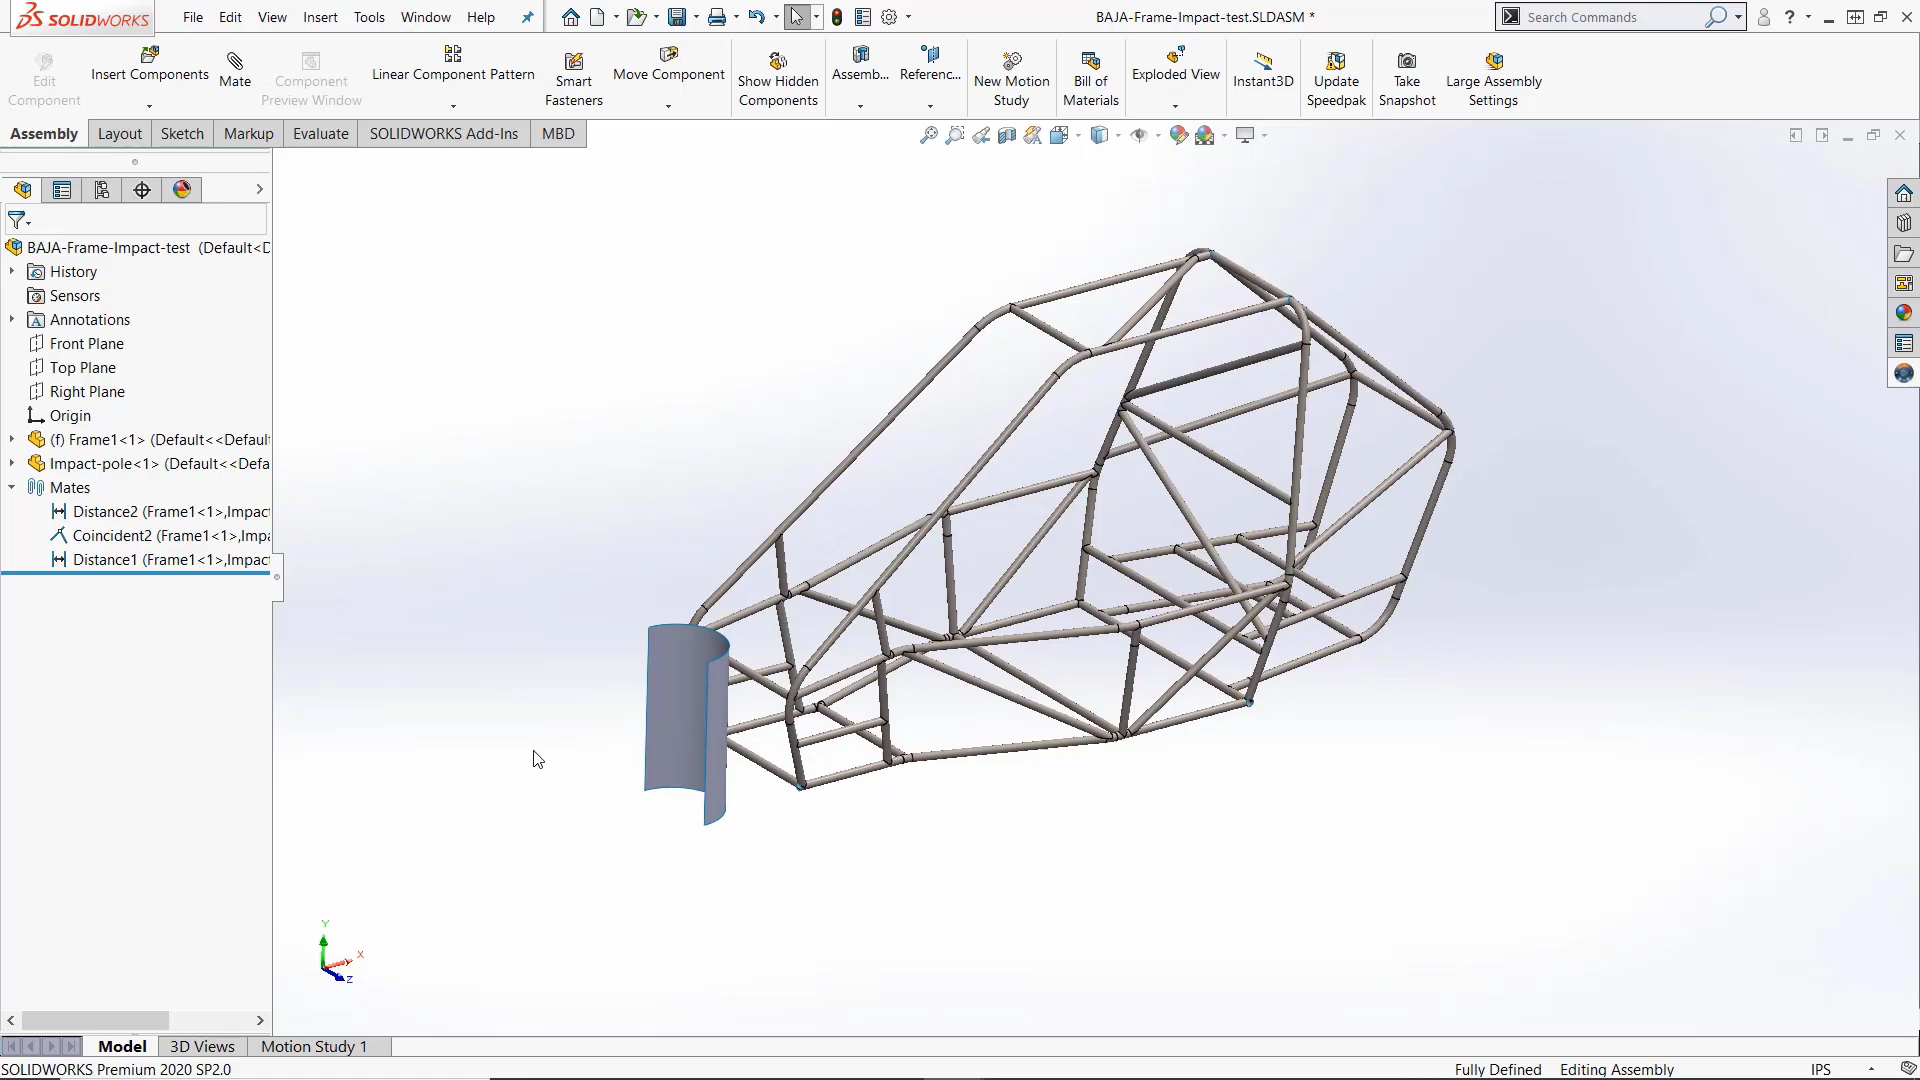 SOLIDWORKS File Edit View Insert Tools Window Help BAJA-Frame-Impact-test.SLDASM * Search Commands ?
Edit Component
Insert Components
Mate
Component Preview Window
Linear Component Pattern
Smart Fasteners
Move Component
Show Hidden Components
Assemb...
Referenc...
New Motion Study
Bill of Materials
Exploded View
Instant3D
Update Speedpak
Take Snapshot
Large Assembly Settings
Assembly Layout Sketch Markup Evaluate SOLIDWORKS Add-Ins MBD
BAJA-Frame-Impact-test (Default<D
History
Sensors
A Annotations
Front Plane
Top Plane
Right Plane
Origin
(f) Frame1<1> (Default<<Defaul
Impact-pole<1> (Default<<Defa
Mates
Distance2 (Frame1<1>,Impac
Coincident2 (Frame1<1>,Impa
Distance1 (Frame1<1>,Impac
Y
X
Z
Model 3D Views Motion Study 1
SOLIDWORKS Premium 2020 SP2.0 Fully Defined Editing Assembly IPS